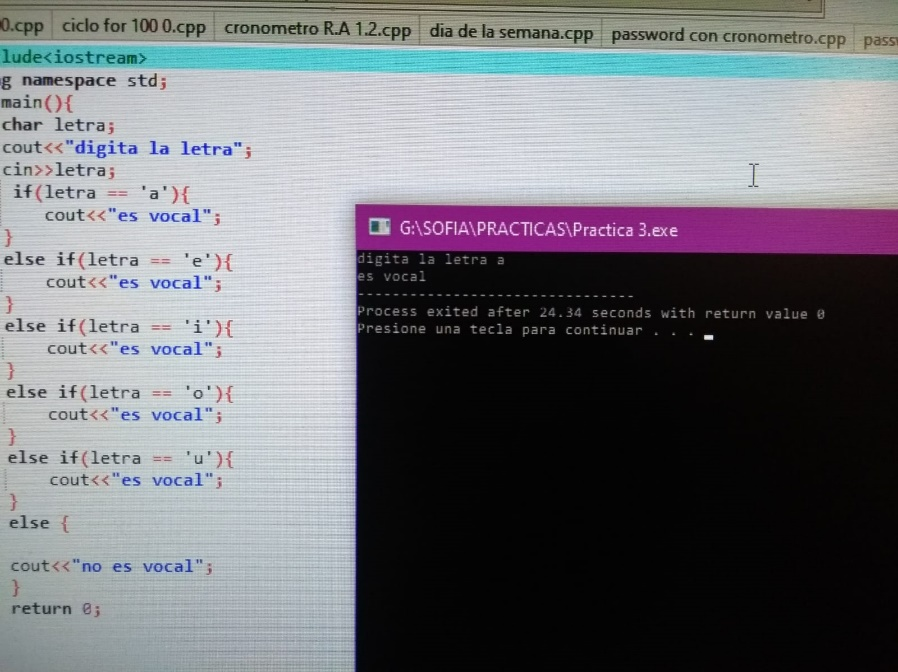 0.cpp ciclo for 100 0.cpp cronometro R.A 1.2.cpp dia de la semana.cpp password con cronometro.cpp passw
lude<iostream>
g namespace std;
main(){
char letra;
cout<<"digita la letra";
cin>>letra;
if(letra == 'a'){
cout<<"es vocal";
}
else if(letra == 'e'){
cout<<"es vocal";
}
else if(letra == 'i'){
cout<<"es vocal";
}
else if(letra == 'o'){
cout<<"es vocal";
}
else if(letra == 'u'){
cout<<"es vocal";
}
else {
cout<<"no es vocal";
}
return 0;
G:\SOFIA\PRACTICAS\Practica 3.exe
digita la letra a
es vocal
--------------------------------
Process exited after 24.34 seconds with return value 0
Presione una tecla para continuar . . .